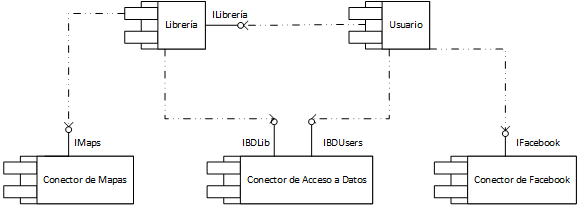 ILibrería
Librería
Usuario
IMaps
IBDLib
IBDUsers
IFacebook
Conector de Mapas
Conector de Acceso a Datos
Conector de Facebook